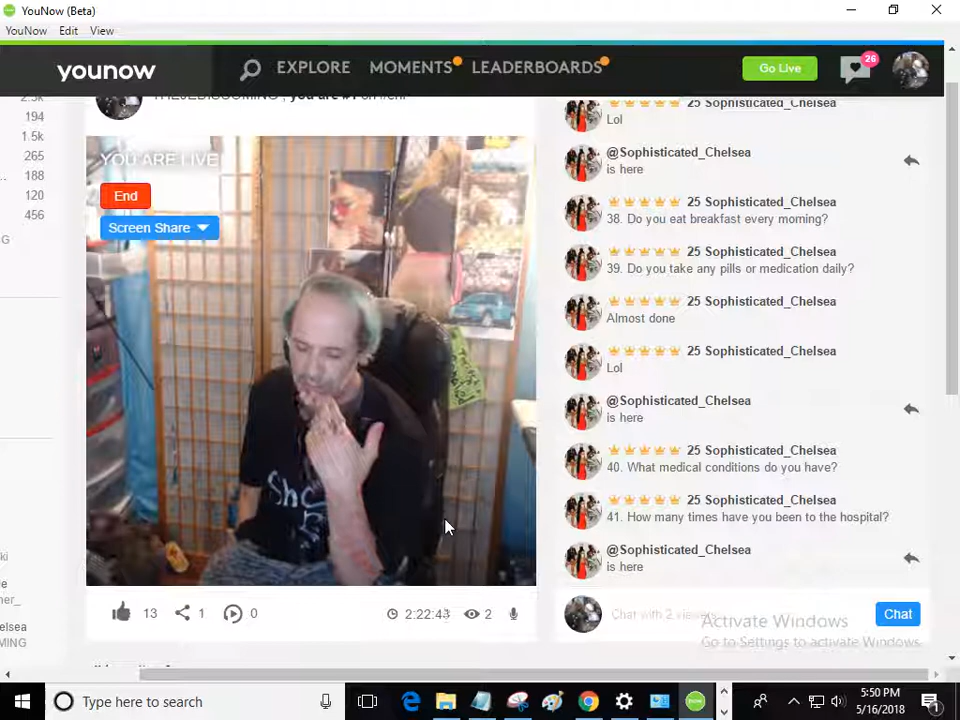 YouNow (Beta)
YouNow Edit View
younow EXPLORE MOMENTS LEADERBOARDS Go Live 26
194
1.5k
265
188
120
456
YOU ARE LIVE
End
Screen Share
25 Sophisticated_Chelsea
Lol
@Sophisticated_Chelsea
is here
25 Sophisticated_Chelsea
38. Do you eat breakfast every morning?
25 Sophisticated_Chelsea
39. Do you take any pills or medication daily?
25 Sophisticated_Chelsea
Almost done
25 Sophisticated_Chelsea
Lol
@Sophisticated_Chelsea
is here
25 Sophisticated_Chelsea
40. What medical conditions do you have?
25 Sophisticated_Chelsea
41. How many times have you been to the hospital?
@Sophisticated_Chelsea
is here
13 1 0 2:22:43 2
Chat with 2 viewers
Chat
Activate Windows
Go to Settings to activate Windows.
Type here to search
5:50 PM
5/16/2018
1